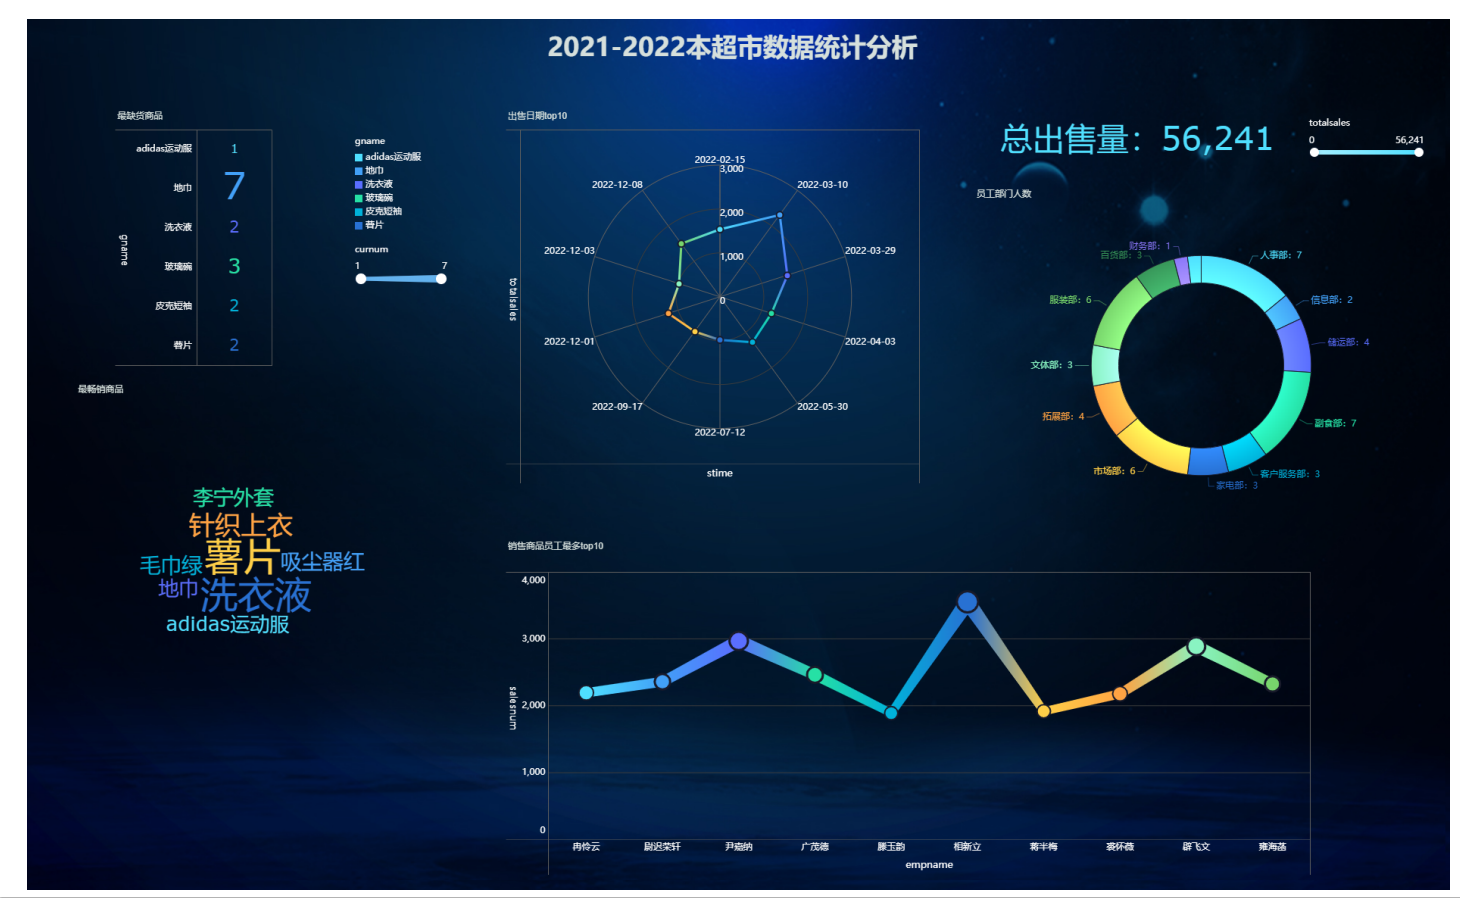 2021-2022本超市数据统计分析
最缺货商品
adidas运动服 1
地巾 7
洗衣液 2
玻璃碗 3
皮克短袖 2
薯片 2
gname
gname
adidas运动服
地巾
洗衣液
玻璃碗
皮克短袖
薯片
curnum
1 7
最畅销商品
李宁外套
针织上衣
毛巾绿 薯片 吸尘器红
地巾 洗衣液
adidas运动服
出售日期top10
2022-02-15
2022-03-10
2022-03-29
2022-04-03
2022-05-30
2022-07-12
2022-09-17
2022-12-01
2022-12-03
2022-12-08
3,000
2,000
1,000
0
totalsales
stime
总出售量：56,241
totalsales
0 56,241
员工部门人数
人事部：7
信息部：2
储运部：4
副食部：7
客户服务部：3
家电部：3
市场部：6
拓展部：4
文体部：3
服装部：6
百货部：3
财务部：1
销售商品员工最多top10
4,000
3,000
2,000
1,000
0
salesnum
冉伶云 尉迟荣轩 尹嘉纳 广茂德 滕玉韵 相新立 蒋半梅 裘怀薇 薛飞文 雍海菡
empname